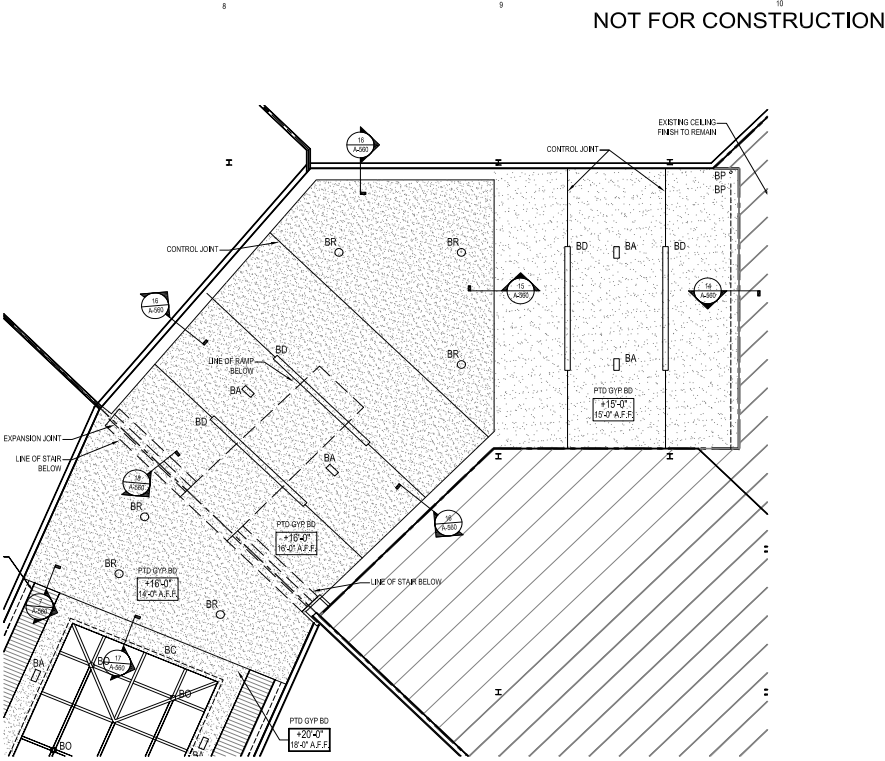 8
9
10
NOT FOR CONSTRUCTION
EXISTING CEILING
FINISH TO REMAIN
16
A-560
CONTROL JOINT
BP
BP
CONTROL JOINT
BR
BR
BD
BA
BD
15
A-560
14
A-560
16
A-560
BD
LINE OF RAMP
BELOW
BR
BA
BA
PTD GYP BD
+15'-0"
15'-0" A.F.F.
BD
EXPANSION JOINT
LINE OF STAIR
BELOW
BA
18
A-560
BR
16
A-560
PTD GYP BD
+16'-0"
16'-0" A.F.F.
BR
PTD GYP BD
+16'-0"
14'-0" A.F.F.
LINE OF STAIR BELOW
BR
A-560
BC
17
A-560
BO
BA
BO
PTD GYP BD
+20'-0"
18'-0" A.F.F.
BO
BA